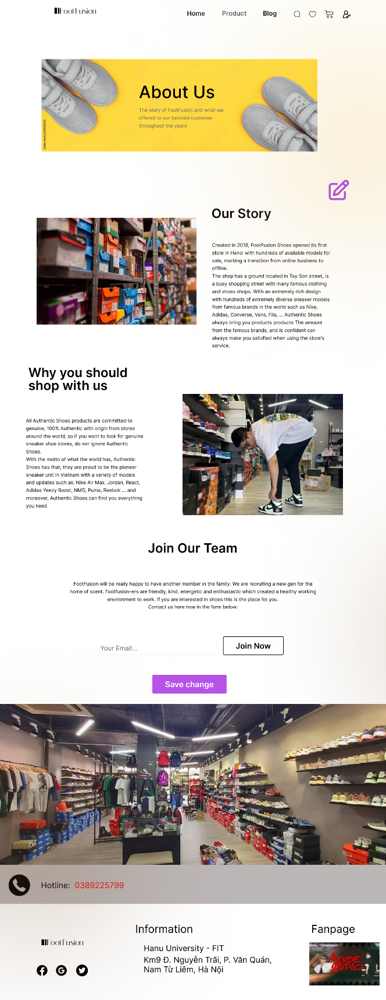 FootFusion
Home Product Blog
About Us
The story of FootFusion and what we
offered to our beloved customer
throughout the years
Our Story
Created in 2018, FootFusion Shoes opened its first
store in Hanoi with hundreds of available models for
sale, marking a transition from online business to
offline.
The shop has a ground located in Tay Son street, is
a busy shopping street with many famous clothing
and shoes shops. With an extremely rich design
with hundreds of extremely diverse sneaker models
from famous brands in the world such as Nike,
Adidas, Converse, Vans, Fila, ... Authentic Shoes
always bring you products products The amount
from the famous brands, and is confident can
always make you satisfied when using the store's
service.
Why you should
shop with us
All Authentic Shoes products are committed to
genuine, 100% Authentic with origin from stores
around the world, so if you want to look for genuine
sneaker shoe stores, do not ignore Authentic
Shoes.
With the motto of what the world has, Authentic
Shoes has that, they are proud to be the pioneer
sneaker unit in Vietnam with a variety of models
and updates such as: Nike Air Max, Jordan, React,
Adidas Yeezy Boost, NMD, Puma, Reebok ... and
moreover, Authentic Shoes can find you everything
you need.
Join Our Team
FootFusion will be really happy to have another member in the family. We are recruiting a new gen for the
home of scent. Footfusion-ers are friendly, kind, energetic and enthusiastic which created a healthy working
environment to work. If you are interested in shoes this is the place for you.
Contact us here now in the form below:
Your Email...
Join Now
Save change
Hotline: 0389225799
FootFusion
Information
Hanu University - FIT
Km9 Đ. Nguyễn Trãi, P. Văn Quán,
Nam Từ Liêm, Hà Nội
Fanpage